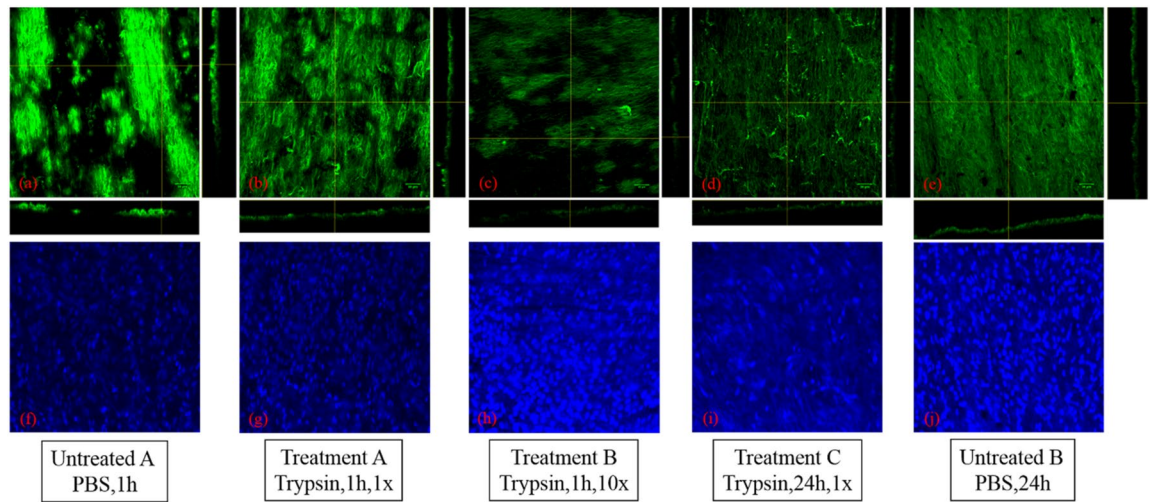 (a)
(b)
(c)
(d)
(e)
(f)
(g)
(h)
(i)
(j)
Untreated A
PBS,1h
Treatment A
Trypsin,1h,1x
Treatment B
Trypsin,1h,10x
Treatment C
Trypsin,24h,1x
Untreated B
PBS,24h